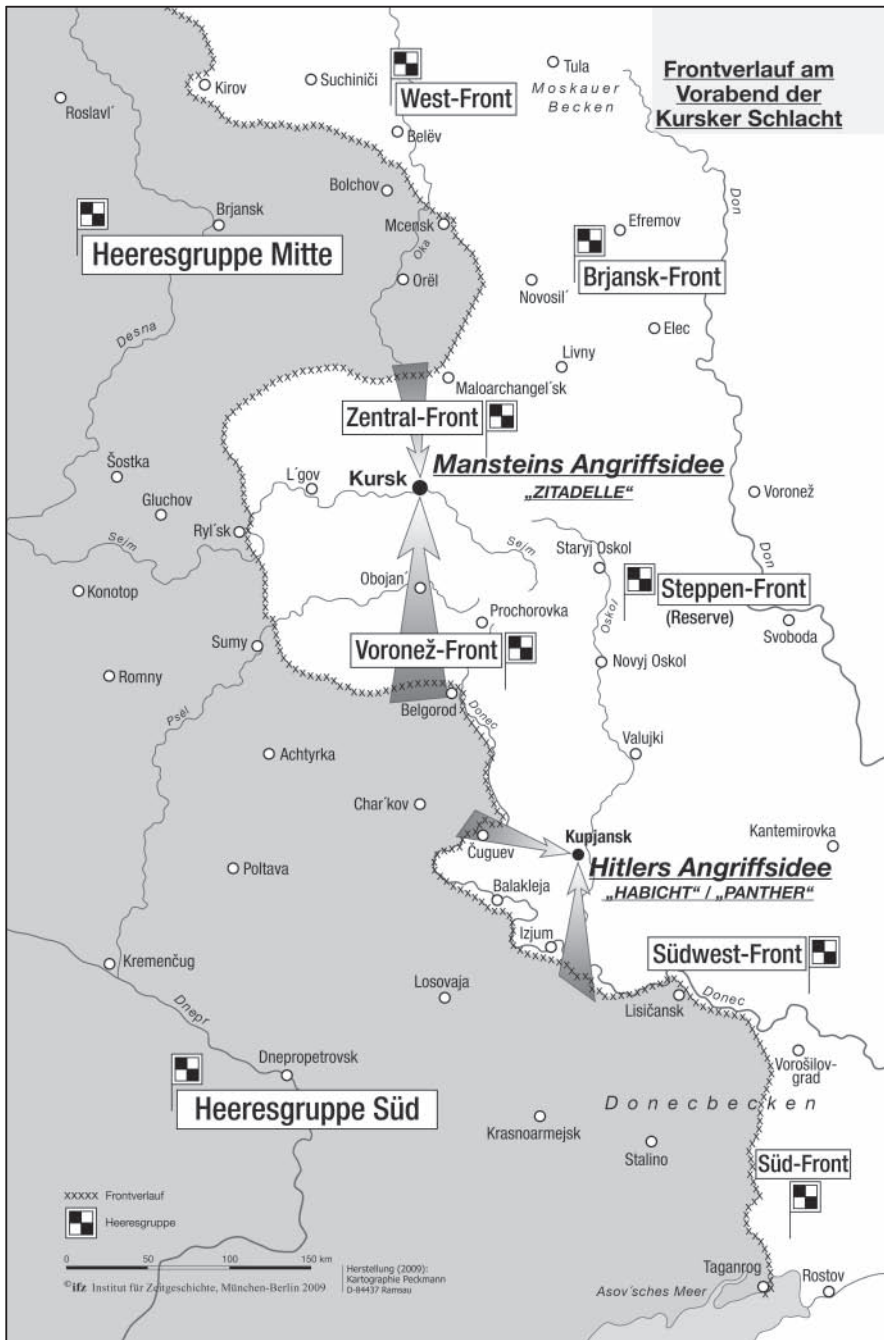 Frontverlauf am
Vorabend der
Kursker Schlacht
Roslavl´
Kirov
Suchiniči
West-Front
Tula
Moskauer
Becken
Belëv
Bolchov
Don
Brjansk
Mcensk
Efremov
Heeresgruppe Mitte
Oka
Brjansk-Front
Orël
Novosil´
Desna
Elec
Livny
Maloarchangel´sk
Zentral-Front
Šostka
L´gov
Kursk
Mansteins Angriffsidee
„ZITADELLE“
Gluchov
Voronež
Ryl´sk
Sejm
Sejm
Staryj Oskol
Don
Konotop
Obojan´
Steppen-Front
(Reserve)
Prochorovka
Oskol
Svoboda
Sumy
Voronež-Front
Romny
Novyj Oskol
Belgorod
Donec
Psël
Achtyrka
Valujki
Char´kov
Čuguev
Kupjansk
Kantemirovka
Poltava
Hitlers Angriffsidee
„HABICHT“ / „PANTHER“
Balakleja
Izjum
Südwest-Front
Kremenčug
Losovaja
Lisičansk
Donec
Dnepr
Vorošilov-
grad
Dnepropetrovsk
Heeresgruppe Süd
Donecbecken
Krasnoarmejsk
Stalino
Süd-Front
xxxxx Frontverlauf
Heeresgruppe
0 50 100 150 km
Herstellung (2009):
Kartographie Peckmann
D-84437 Ramsau
©ifz Institut für Zeitgeschichte, München-Berlin 2009
Taganrog
Asov´sches Meer
Rostov